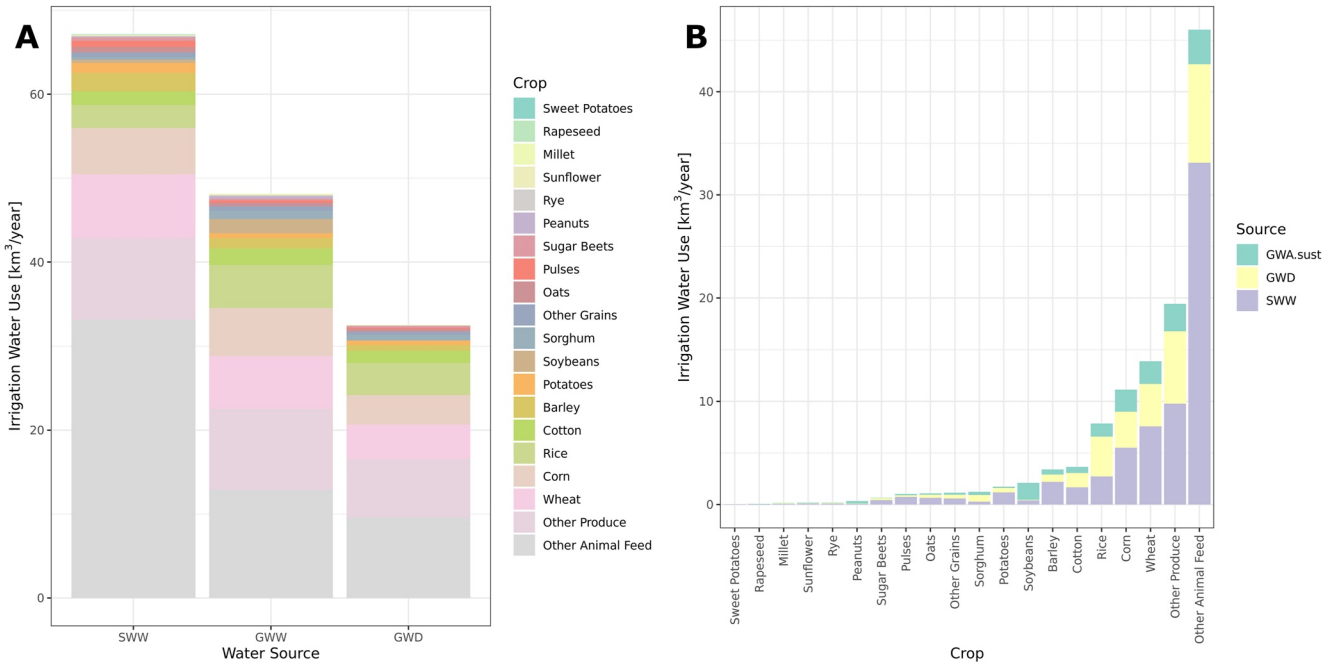 A
Irrigation Water Use [km³/year]
60
40
20
0
SWW
GWW
GWD
Water Source
Crop
Sweet Potatoes
Rapeseed
Millet
Sunflower
Rye
Peanuts
Sugar Beets
Pulses
Oats
Other Grains
Sorghum
Soybeans
Potatoes
Barley
Cotton
Rice
Corn
Wheat
Other Produce
Other Animal Feed
B
Irrigation Water Use [km³/year]
40
30
20
10
0
Sweet Potatoes
Rapeseed
Millet
Sunflower
Rye
Peanuts
Sugar Beets
Pulses
Oats
Other Grains
Sorghum
Potatoes
Soybeans
Barley
Cotton
Rice
Corn
Wheat
Other Produce
Other Animal Feed
Crop
Source
GWA.sust
GWD
SWW